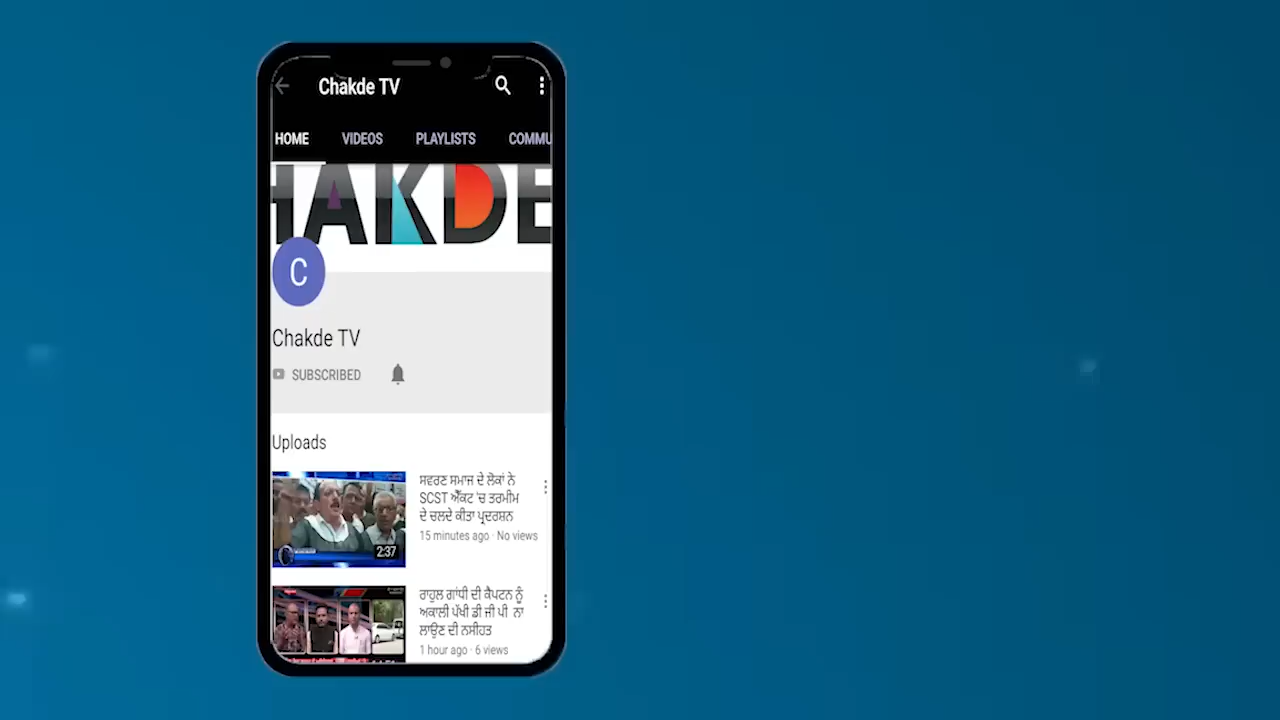 Chakde TV
HOME VIDEOS PLAYLISTS COMMU
HAKDE
C
Chakde TV
SUBSCRIBED
Uploads
ਸਵਰਣ ਸਮਾਜ ਦੇ ਲੋਕਾਂ ਨੇ
SCST ਐਕਟ 'ਚ ਤਰਮੀਮ
ਦੇ ਚਲਦੇ ਕੀਤਾ ਪ੍ਰਦਰਸ਼ਨ
15 minutes ago · No views
2:37
ਰਾਹੁਲ ਗਾਂਧੀ ਦੀ ਕੈਪਟਨ ਨੂੰ
ਅਕਾਲੀ ਪੱਖੀ ਡੀ ਜੀ ਪੀ ਨਾ
ਲਾਉਣ ਦੀ ਨਸੀਹਤ
1 hour ago · 6 views